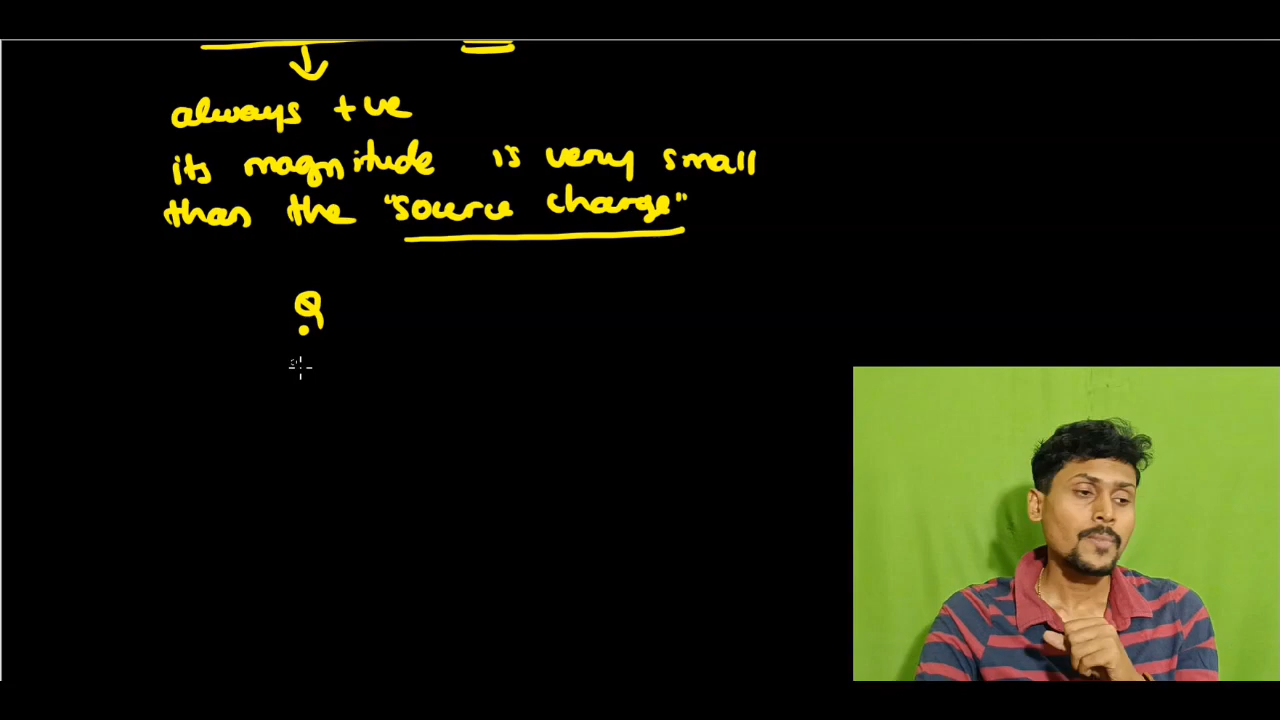 always +ve
its magnitude is very small
than the "source charge"
Q